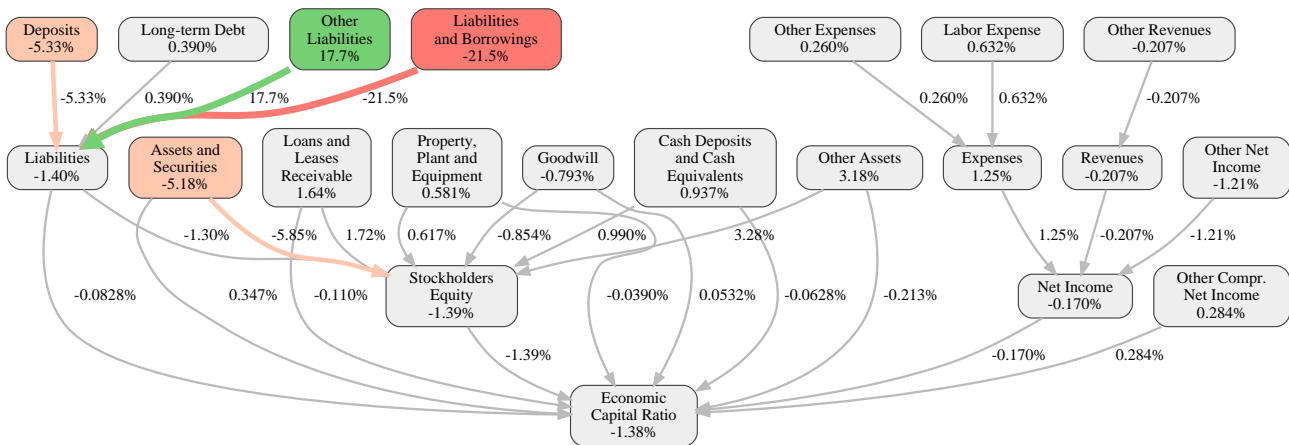 Deposits
-5.33%
Long-term Debt
0.390%
Other
Liabilities
17.7%
Liabilities
and Borrowings
-21.5%
Other Expenses
0.260%
Labor Expense
0.632%
Other Revenues
-0.207%
-5.33%
0.390%
17.7%
-21.5%
0.260%
0.632%
-0.207%
Liabilities
-1.40%
Assets and
Securities
-5.18%
Loans and
Leases
Receivable
1.64%
Property,
Plant and
Equipment
0.581%
Goodwill
-0.793%
Cash Deposits
and Cash
Equivalents
0.937%
Other Assets
3.18%
Expenses
1.25%
Revenues
-0.207%
Other Net
Income
-1.21%
-1.30%
-5.85%
1.72%
0.617%
-0.854%
0.990%
3.28%
1.25%
-0.207%
-1.21%
Stockholders
Equity
-1.39%
Net Income
-0.170%
Other Compr.
Net Income
0.284%
-0.0828%
0.347%
-0.110%
-0.0390%
0.0532%
-0.0628%
-0.213%
-1.39%
-0.170%
0.284%
Economic
Capital Ratio
-1.38%